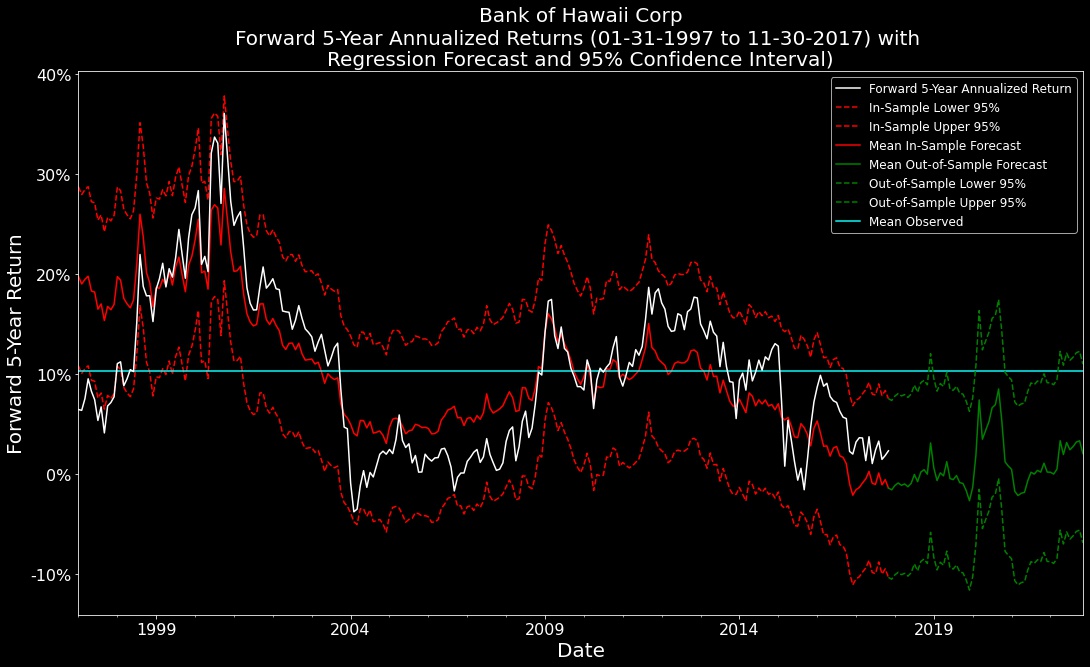 Bank of Hawaii Corp
Forward 5-Year Annualized Returns (01-31-1997 to 11-30-2017) with
Regression Forecast and 95% Confidence Interval)
Forward 5-Year Annualized Return
In-Sample Lower 95%
In-Sample Upper 95%
Mean In-Sample Forecast
Mean Out-of-Sample Forecast
Out-of-Sample Lower 95%
Out-of-Sample Upper 95%
Mean Observed
Forward 5-Year Return
40%
30%
20%
10%
0%
-10%
1999
2004
2009
2014
2019
Date